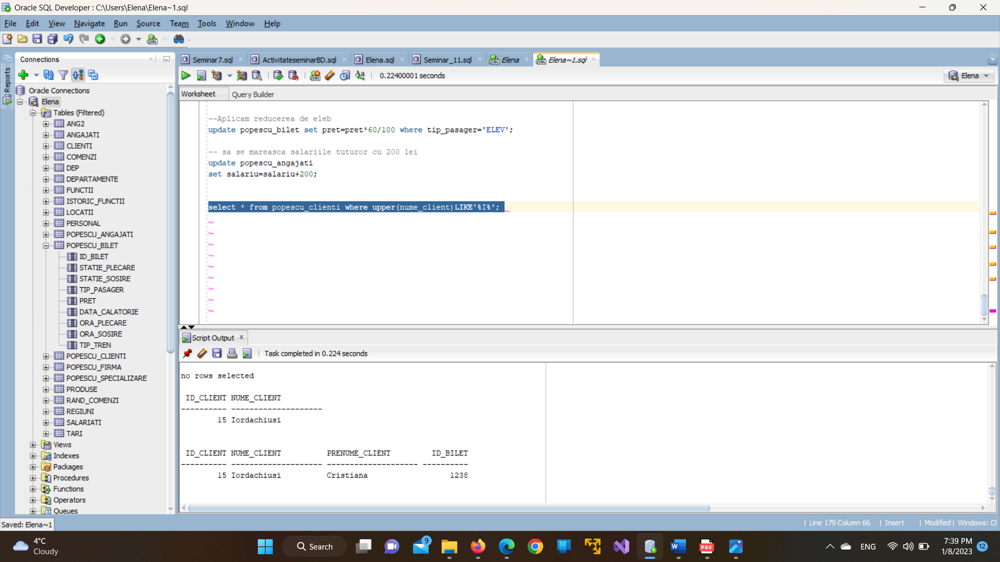 Oracle SQL Developer : C:\Users\Elena\Elena~1.sql
File Edit View Navigate Run Source Team Tools Window Help
Reports
Connections
Oracle Connections
Elena
Tables (Filtered)
ANG2
ANGAJATI
CLIENTI
COMENZI
DEP
DEPARTAMENTE
FUNCTII
ISTORIC_FUNCTII
LOCATII
PERSONAL
POPESCU_ANGAJATI
POPESCU_BILET
ID_BILET
STATIE_PLECARE
STATIE_SOSIRE
TIP_PASAGER
PRET
DATA_CALATORIE
ORA_PLECARE
ORA_SOSIRE
TIP_TREN
POPESCU_CLIENTI
POPESCU_FIRMA
POPESCU_SPECIALIZARE
PRODUSE
RAND_COMENZI
REGIUNI
SALARIATI
TARI
Views
Indexes
Packages
Procedures
Functions
Operators
Queues
Seminar7.sql ActivitateseminarBD.sql Elena.sql Seminar_11.sql Elena Elena~1.sql
0.22400001 seconds
Elena
Worksheet Query Builder
--Aplicam reducerea de eleb
update popescu_bilet set pret=pret*60/100 where tip_pasager='ELEV';
-- sa se mareasca salariile tuturor cu 200 lei
update popescu_angajati
set salariu=salariu+200;
select * from popescu_clienti where upper(nume_client)LIKE'%I%';
Script Output
Task completed in 0.224 seconds
no rows selected
ID_CLIENT NUME_CLIENT
---------- --------------------
15 Iordachiusi
ID_CLIENT NUME_CLIENT PRENUME_CLIENT ID_BILET
---------- -------------------- -------------------- ----------
15 Iordachiusi Cristiana 1238
Saved: Elena~1
| Line 179 Column 66 | Insert | Modified | Windows: CF
4°C
Cloudy
Search
9
ENG
7:39 PM
1/8/2023
12